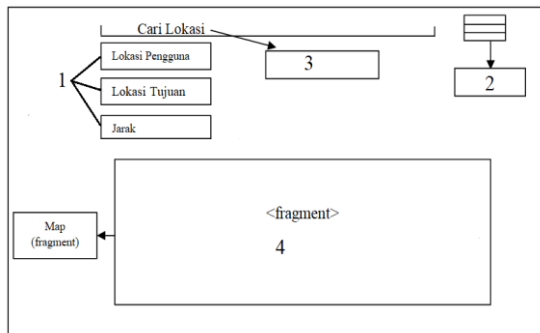 Cari Lokasi
1
Lokasi Pengguna
Lokasi Tujuan
Jarak
3
2
<fragment>
4
Map
(fragment)